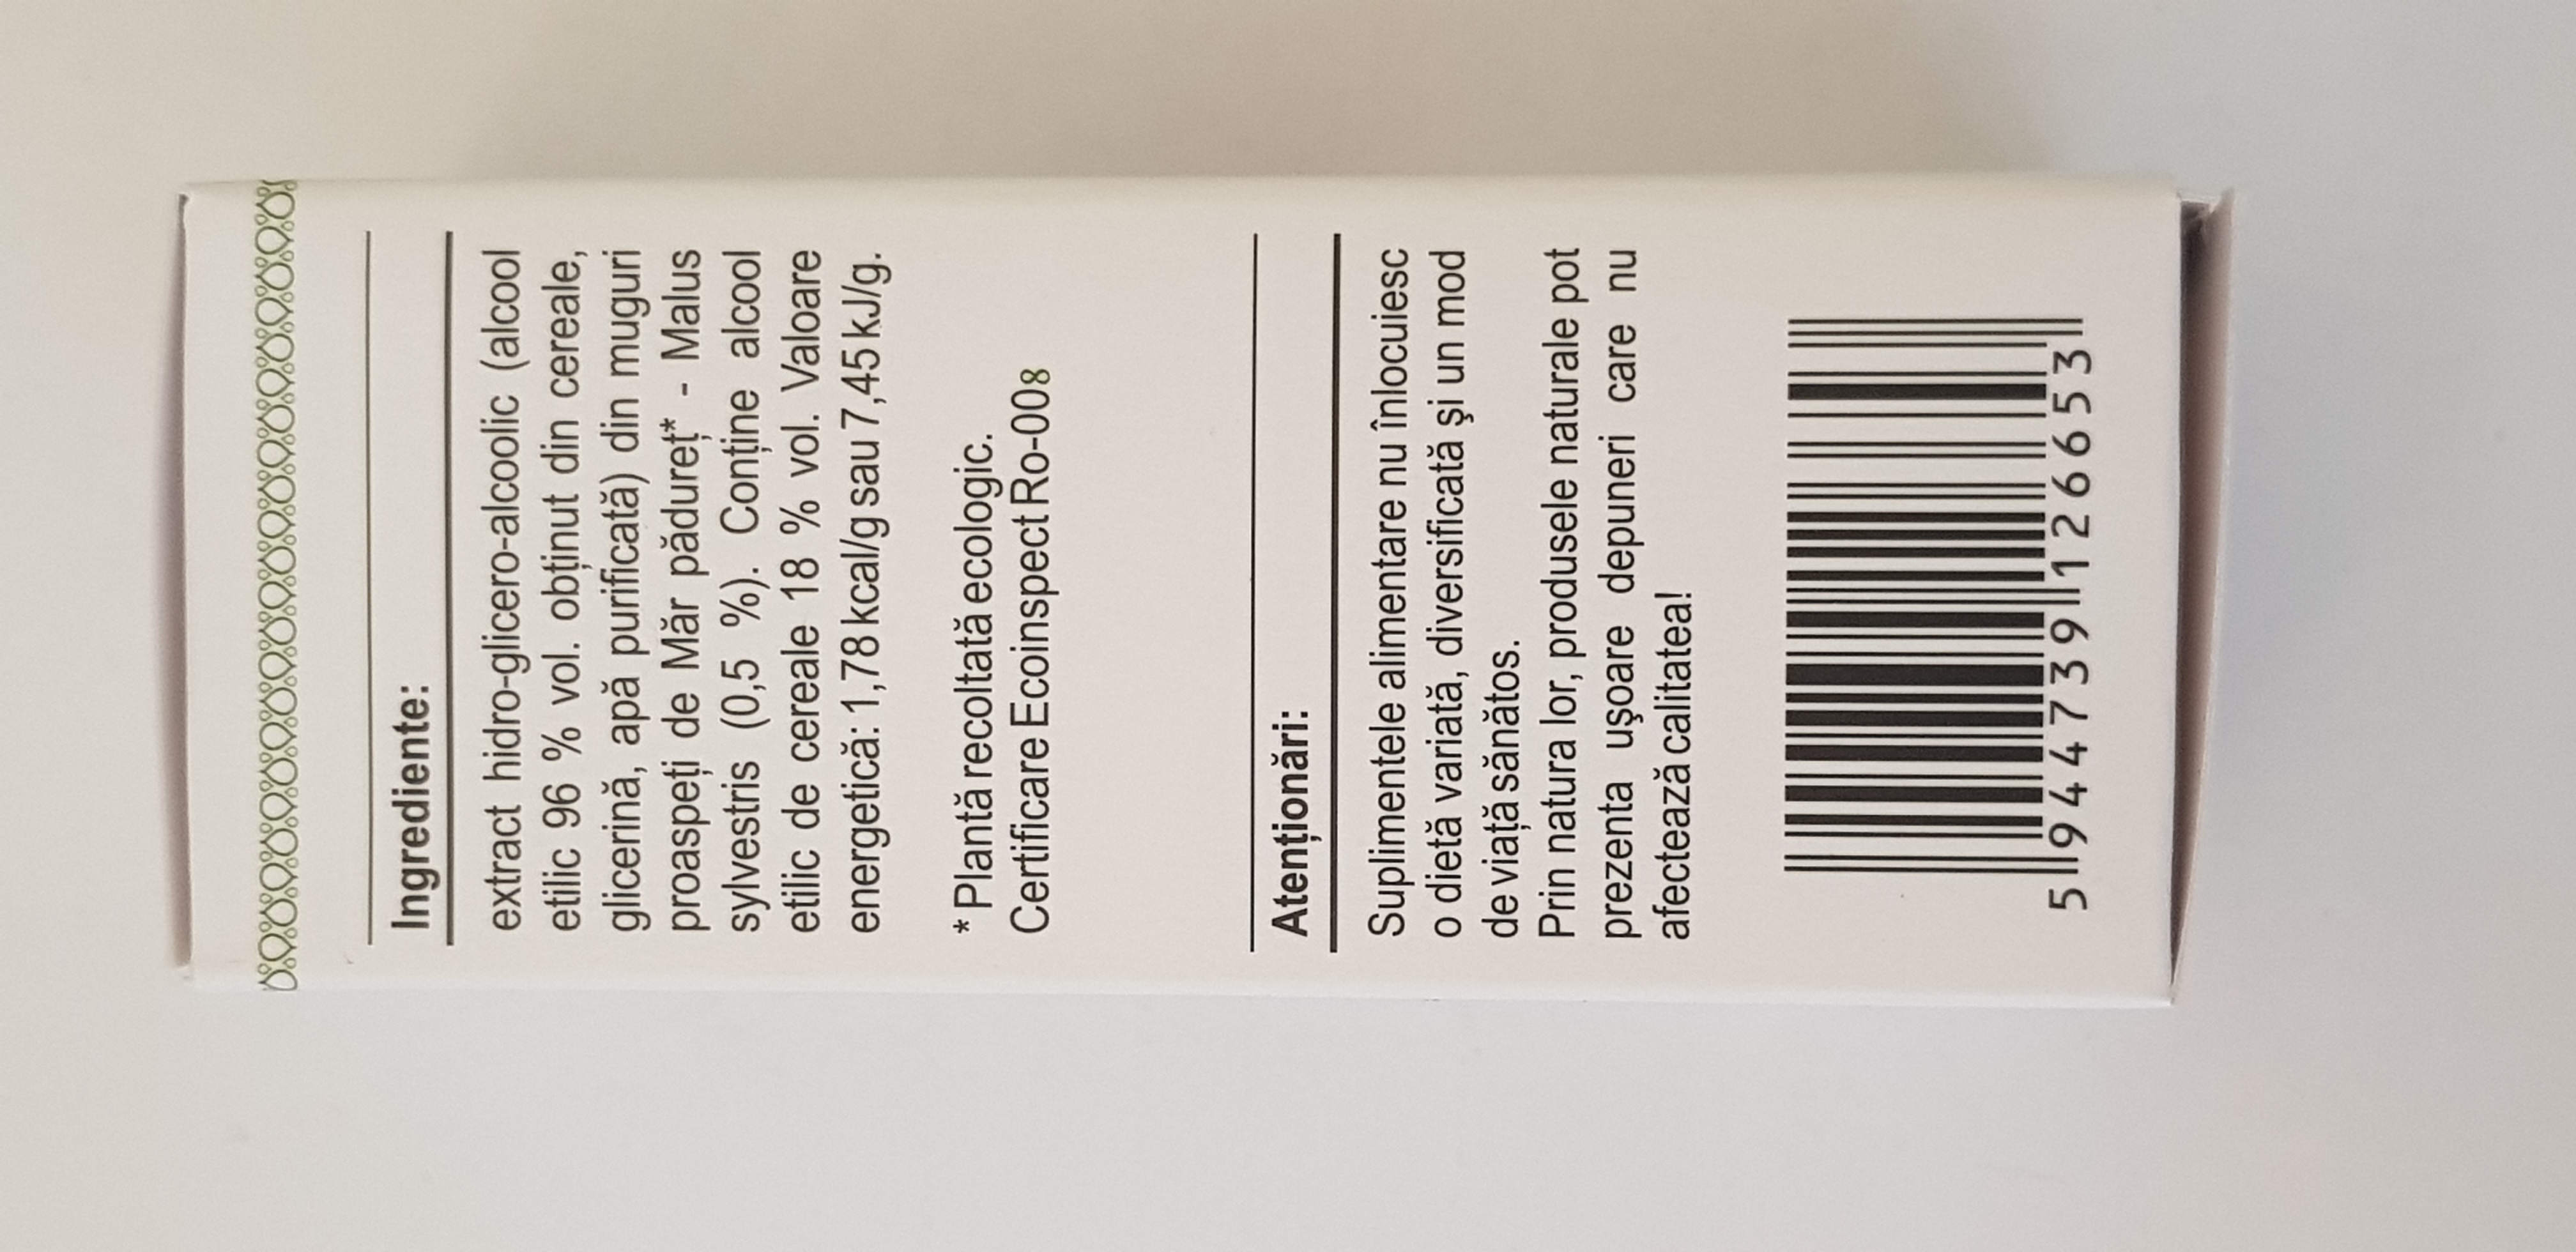 Ingrediente:
extract hidro-glicero-alcoolic (alcool
etilic 96 % vol. obținut din cereale,
glicerină, apă purificată) din muguri
proaspeți de Măr pădureț* - Malus
sylvestris (0,5 %). Conține alcool
etilic de cereale 18 % vol. Valoare
energetică: 1,78 kcal/g sau 7,45 kJ/g.
* Plantă recoltată ecologic.
Certificare Ecoinspect Ro-008
Atenționări:
Suplimentele alimentare nu înlocuiesc
o dietă variată, diversificată şi un mod
de viață sănătos.
Prin natura lor, produsele naturale pot
prezenta uşoare depuneri care nu
afectează calitatea!
5 944739 126653